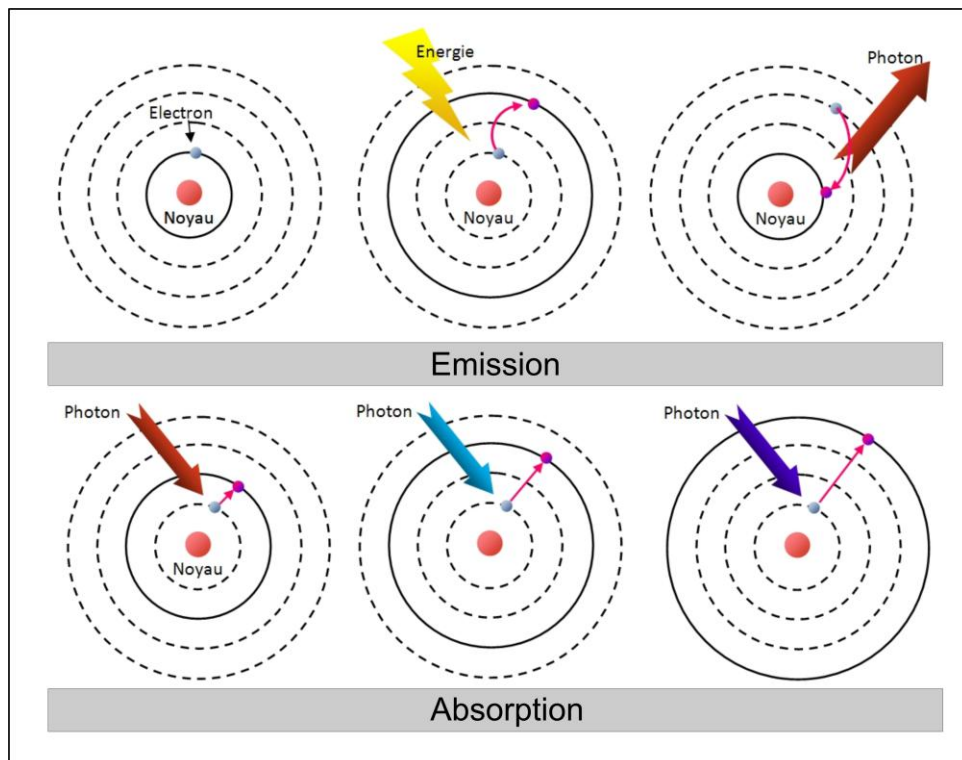 Energie
Photon
Electron
Noyau
Noyau
Noyau
Emission
Photon
Photon
Photon
Noyau
Absorption